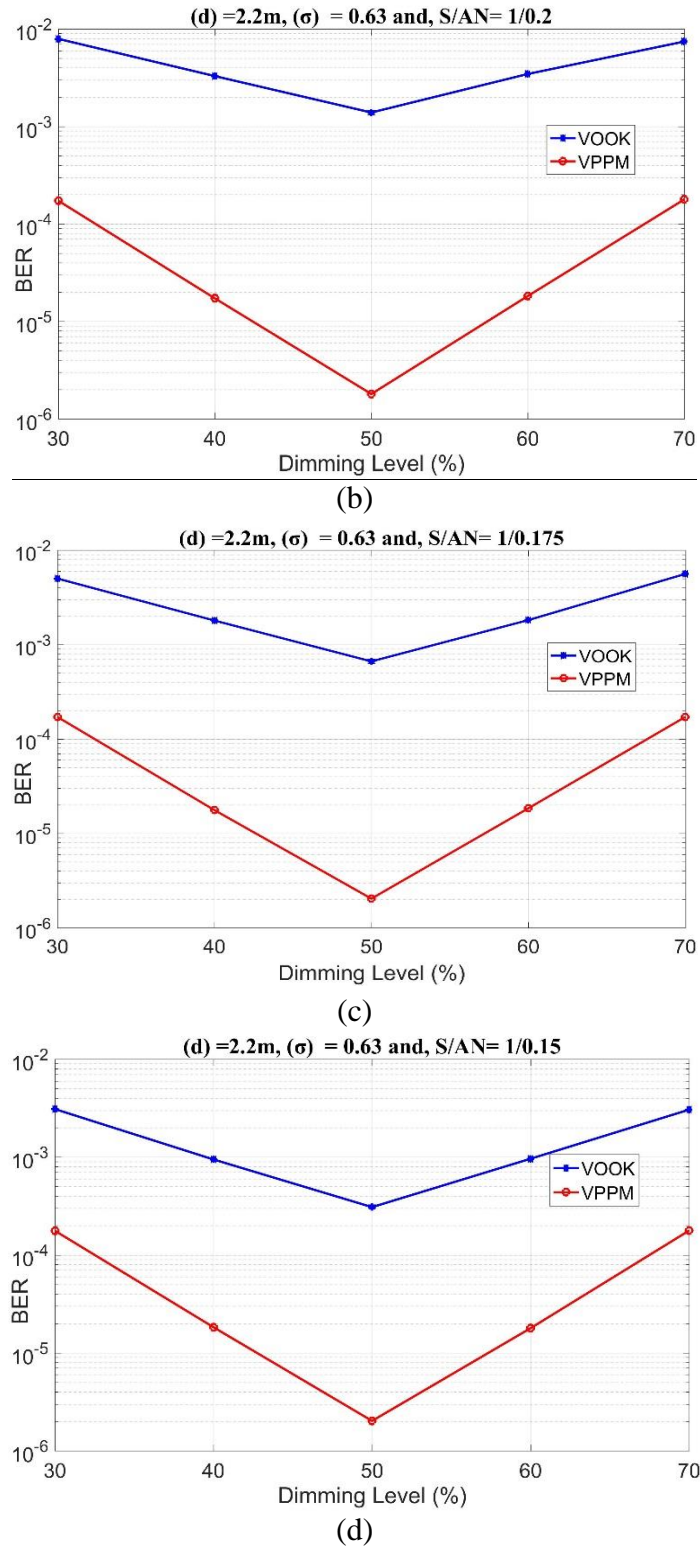 (d) =2.2m, (σ) = 0.63 and, S/AN= 1/0.2
10-2
10-3
10-4
10-5
10-6
BER
VOOK
VPPM
30 40 50 60 70
Dimming Level (%)
(b)
(d) =2.2m, (σ) = 0.63 and, S/AN= 1/0.175
10-2
10-3
10-4
10-5
10-6
BER
VOOK
VPPM
30 40 50 60 70
Dimming Level (%)
(c)
(d) =2.2m, (σ) = 0.63 and, S/AN= 1/0.15
10-2
10-3
10-4
10-5
10-6
BER
VOOK
VPPM
30 40 50 60 70
Dimming Level (%)
(d)